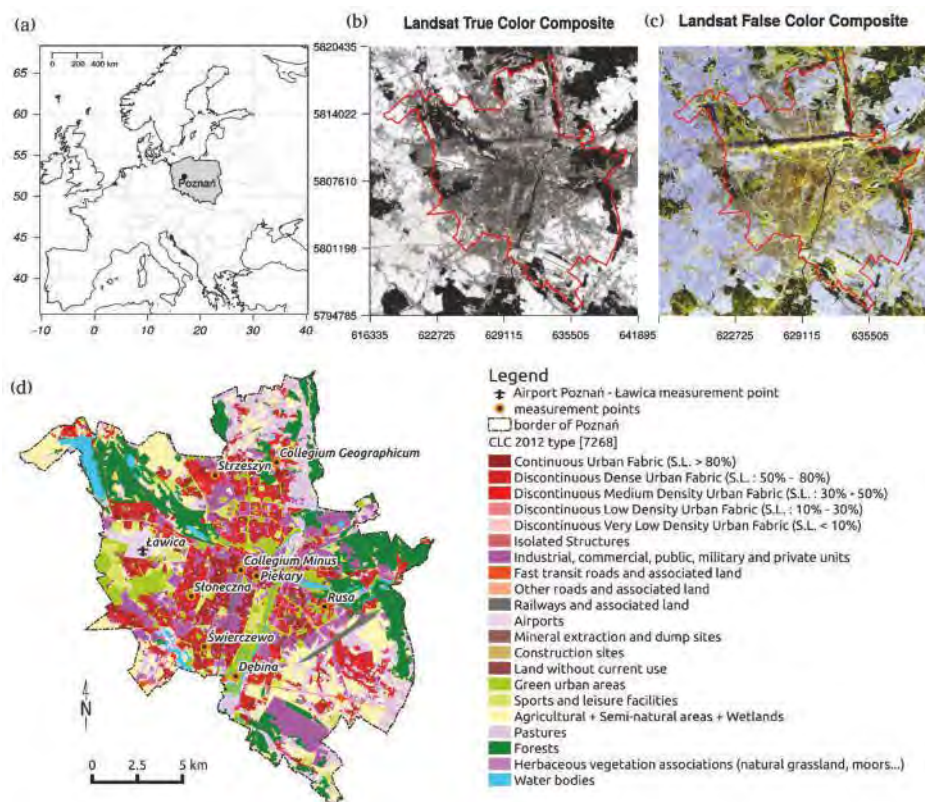 (a)
0 200 400 km
65
60
55
50
45
40
-10 0 10 20 30 40
Poznań
(b) Landsat True Color Composite
5820435
5814022
5807610
5801198
5794785
616335 622725 629115 635505 641895
(c) Landsat False Color Composite
622725 629115 635505
(d)
Strzeszyn
Collegium Geographicum
Ławica
Collegium Minus
Piekary
Słoneczna
Rusa
Świerczewo
Dębina
N
0 2.5 5 km
Legend
Airport Poznań - Ławica measurement point
measurement points
border of Poznań
CLC 2012 type [7268]
Continuous Urban Fabric (S.L. > 80%)
Discontinuous Dense Urban Fabric (S.L. : 50% - 80%)
Discontinuous Medium Density Urban Fabric (S.L. : 30% - 50%)
Discontinuous Low Density Urban Fabric (S.L. : 10% - 30%)
Discontinuous Very Low Density Urban Fabric (S.L. < 10%)
Isolated Structures
Industrial, commercial, public, military and private units
Fast transit roads and associated land
Other roads and associated land
Railways and associated land
Airports
Mineral extraction and dump sites
Construction sites
Land without current use
Green urban areas
Sports and leisure facilities
Agricultural + Semi-natural areas + Wetlands
Pastures
Forests
Herbaceous vegetation associations (natural grassland, moors...)
Water bodies